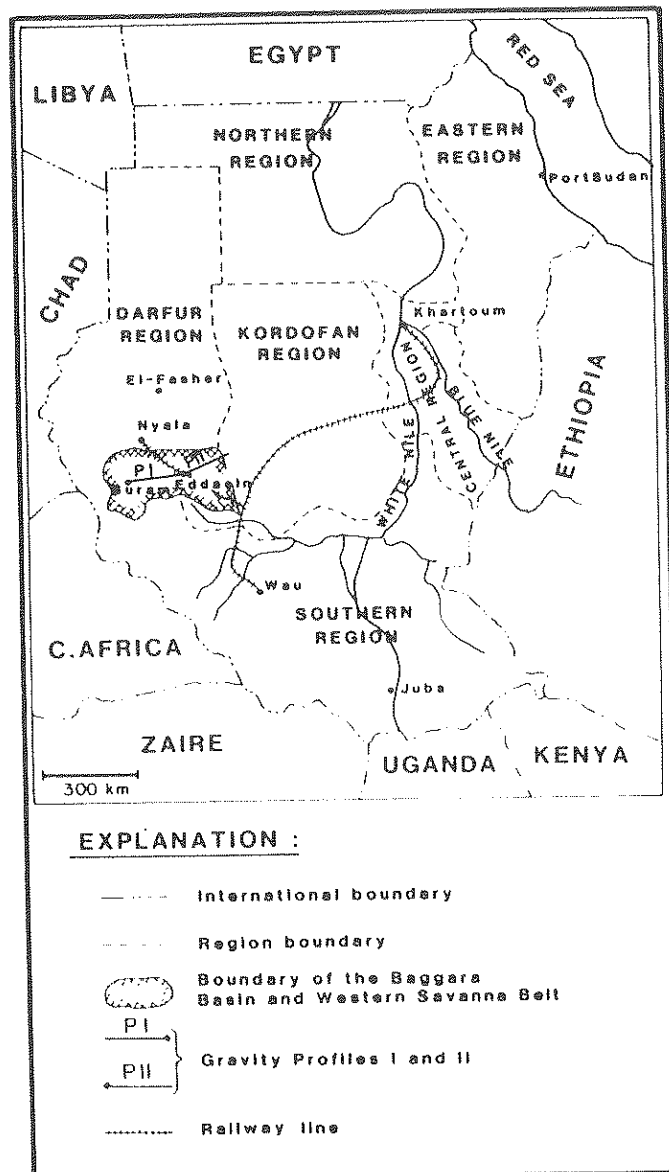 EGYPT
LIBYA
RED SEA
NORTHERN
REGION
EASTERN
REGION
PortSudan
CHAD
DARFUR
REGION
KORDOFAN
REGION
Khartoum
El-Fasher
Nyala
PI
Buram Eddaein
WHITE NILE
CENTRAL REGION
BLUE NILE
ETHIOPIA
Wau
SOUTHERN
REGION
C.AFRICA
Juba
ZAIRE
UGANDA
KENYA
300 km
EXPLANATION :
International boundary
Region boundary
Boundary of the Baggara
Basin and Western Savanna Belt
PI
Gravity Profiles I and II
PII
Railway line